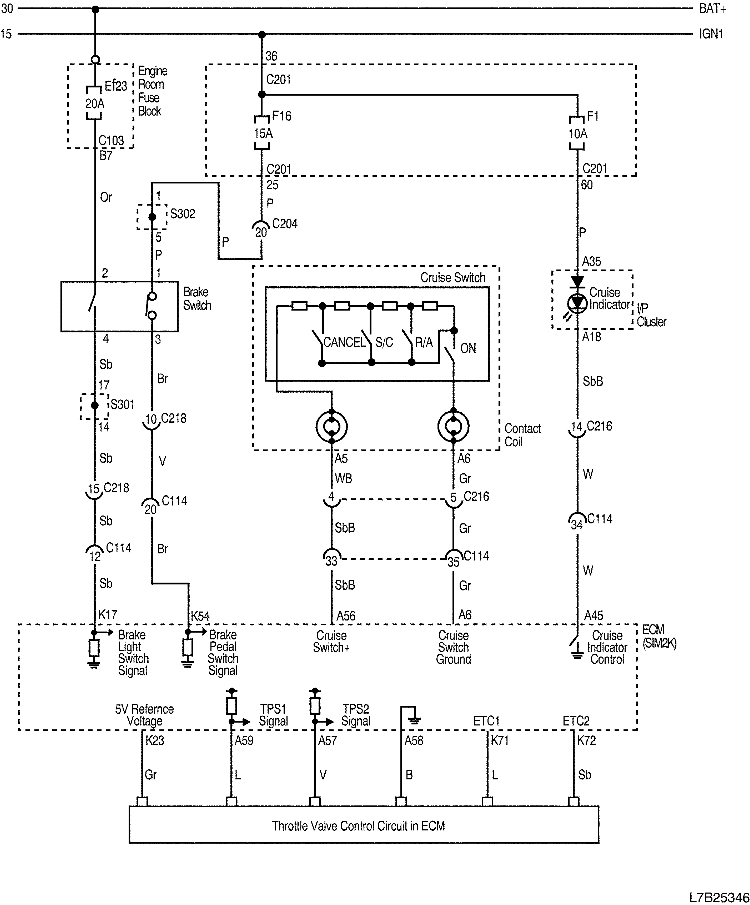 30 BAT+
15 IGN1
36
C201
Engine
Room
Fuse
Block
Ef23
20A
C103
B7
F16
15A
F1
10A
C201
25
C201
60
Or
1
S302
5
P
P
P
20 C204
P
2 1
Brake
Switch
4 3
Cruise Switch
CANCEL S/C R/A ON
A35
Cruise
Indicator
I/P
Cluster
A18
Sb
17
S301
14
Br
10 C218
Contact
Coil
A5 A6
SbB
14 C216
Sb
V
WB Gr
W
15 C218
20 C114
4 5 C216
Sb
SbB Gr
34 C114
12 C114
Br
33 35 C114
Sb
SbB Gr
W
K17 K54 A56 A6 A45
ECM
(SIM2K)
Brake
Light
Switch
Signal
Brake
Pedal
Switch
Signal
Cruise
Switch+
Cruise
Switch
Ground
Cruise
Indicator
Control
5V Refernce
Voltage
TPS1
Signal
TPS2
Signal
ETC1 ETC2
K23 A59 A57 A58 K71 K72
Gr L V B L Sb
Throttle Valve Control Circuit in ECM
L7B25346